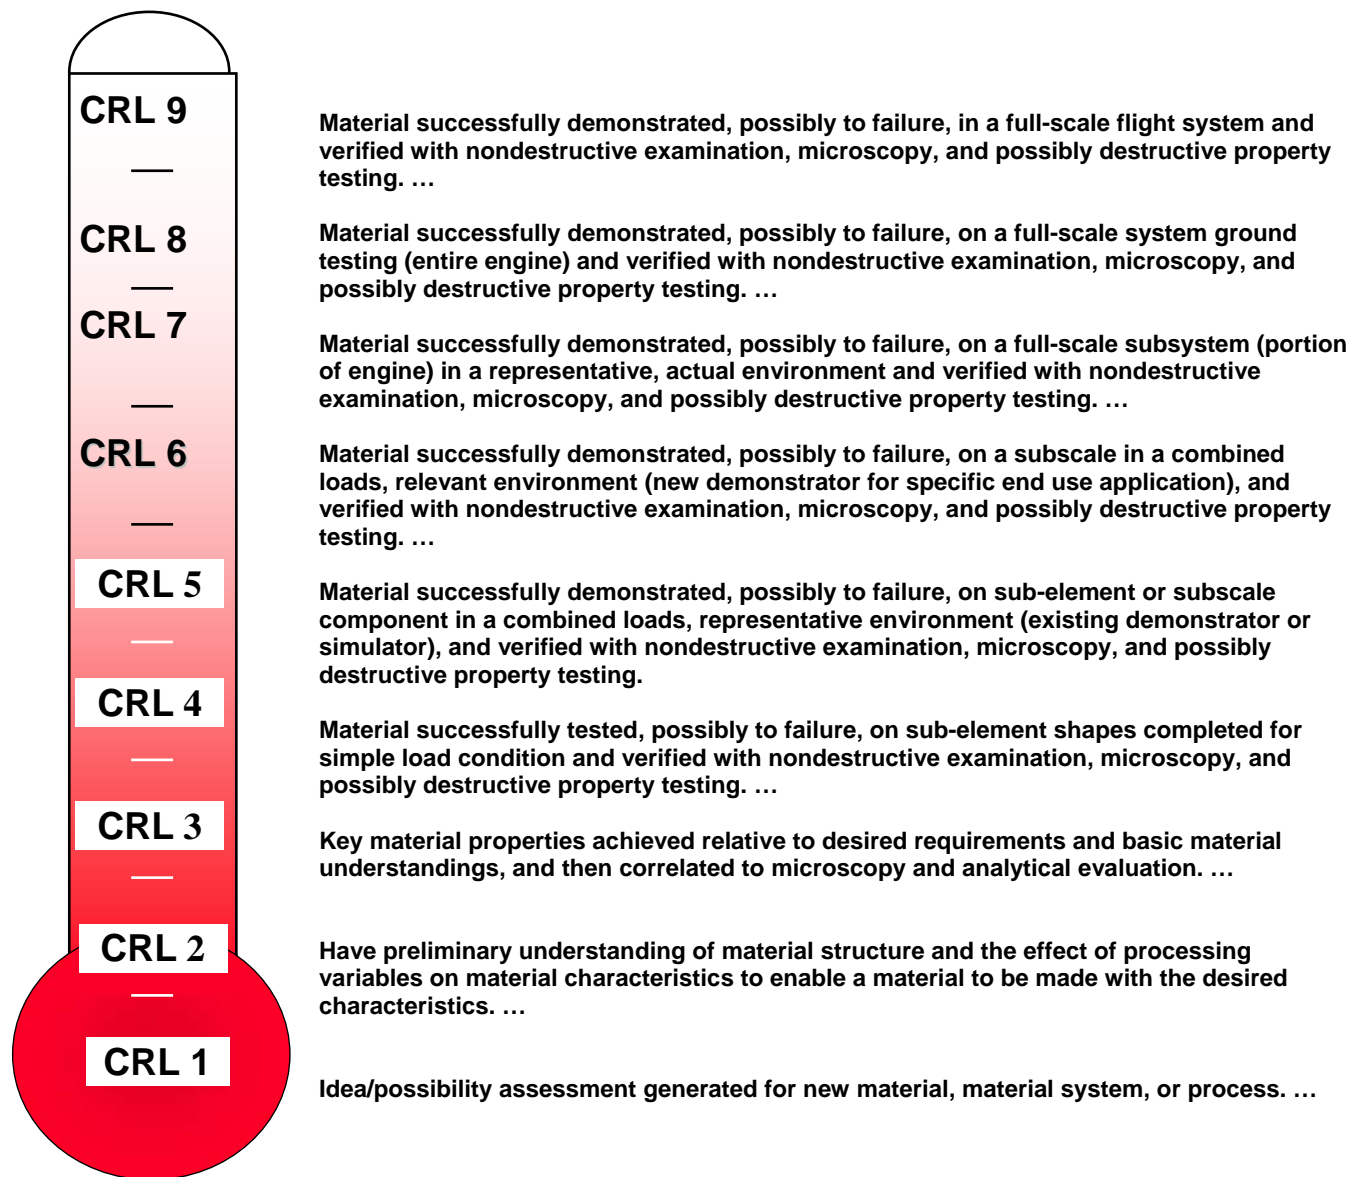 CRL 9
Material successfully demonstrated, possibly to failure, in a full-scale flight system and
verified with nondestructive examination, microscopy, and possibly destructive property
testing. …
CRL 8
Material successfully demonstrated, possibly to failure, on a full-scale system ground
testing (entire engine) and verified with nondestructive examination, microscopy, and
possibly destructive property testing. …
CRL 7
Material successfully demonstrated, possibly to failure, on a full-scale subsystem (portion
of engine) in a representative, actual environment and verified with nondestructive
examination, microscopy, and possibly destructive property testing. …
CRL 6
Material successfully demonstrated, possibly to failure, on a subscale in a combined
loads, relevant environment (new demonstrator for specific end use application), and
verified with nondestructive examination, microscopy, and possibly destructive property
testing. …
CRL 5
Material successfully demonstrated, possibly to failure, on sub-element or subscale
component in a combined loads, representative environment (existing demonstrator or
simulator), and verified with nondestructive examination, microscopy, and possibly
destructive property testing.
CRL 4
Material successfully tested, possibly to failure, on sub-element shapes completed for
simple load condition and verified with nondestructive examination, microscopy, and
possibly destructive property testing. …
CRL 3
Key material properties achieved relative to desired requirements and basic material
understandings, and then correlated to microscopy and analytical evaluation. …
CRL 2
Have preliminary understanding of material structure and the effect of processing
variables on material characteristics to enable a material to be made with the desired
characteristics. …
CRL 1
Idea/possibility assessment generated for new material, material system, or process. …